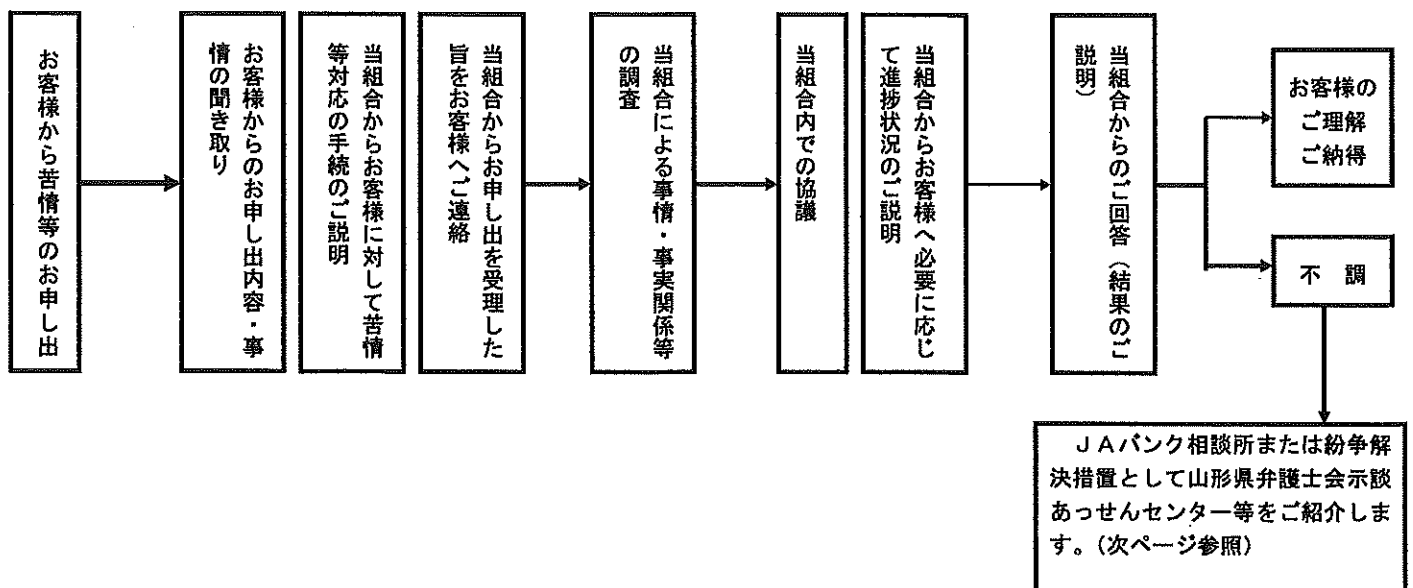 お客様から苦情等のお申し出
お客様からのお申し出内容・事
情の聞き取り
当組合からお客様に対して苦情
等対応の手続のご説明
当組合からお申し出を受理した
旨をお客様へご連絡
当組合による事情・事実関係等
の調査
当組合内での協議
当組合からお客様へ必要に応じ
て進捗状況のご説明
当組合からのご回答（結果のご
説明）
お客様の
ご理解
ご納得
不　調
ＪＡバンク相談所または紛争解
決措置として山形県弁護士会示談
あっせんセンター等をご紹介しま
す。（次ページ参照）